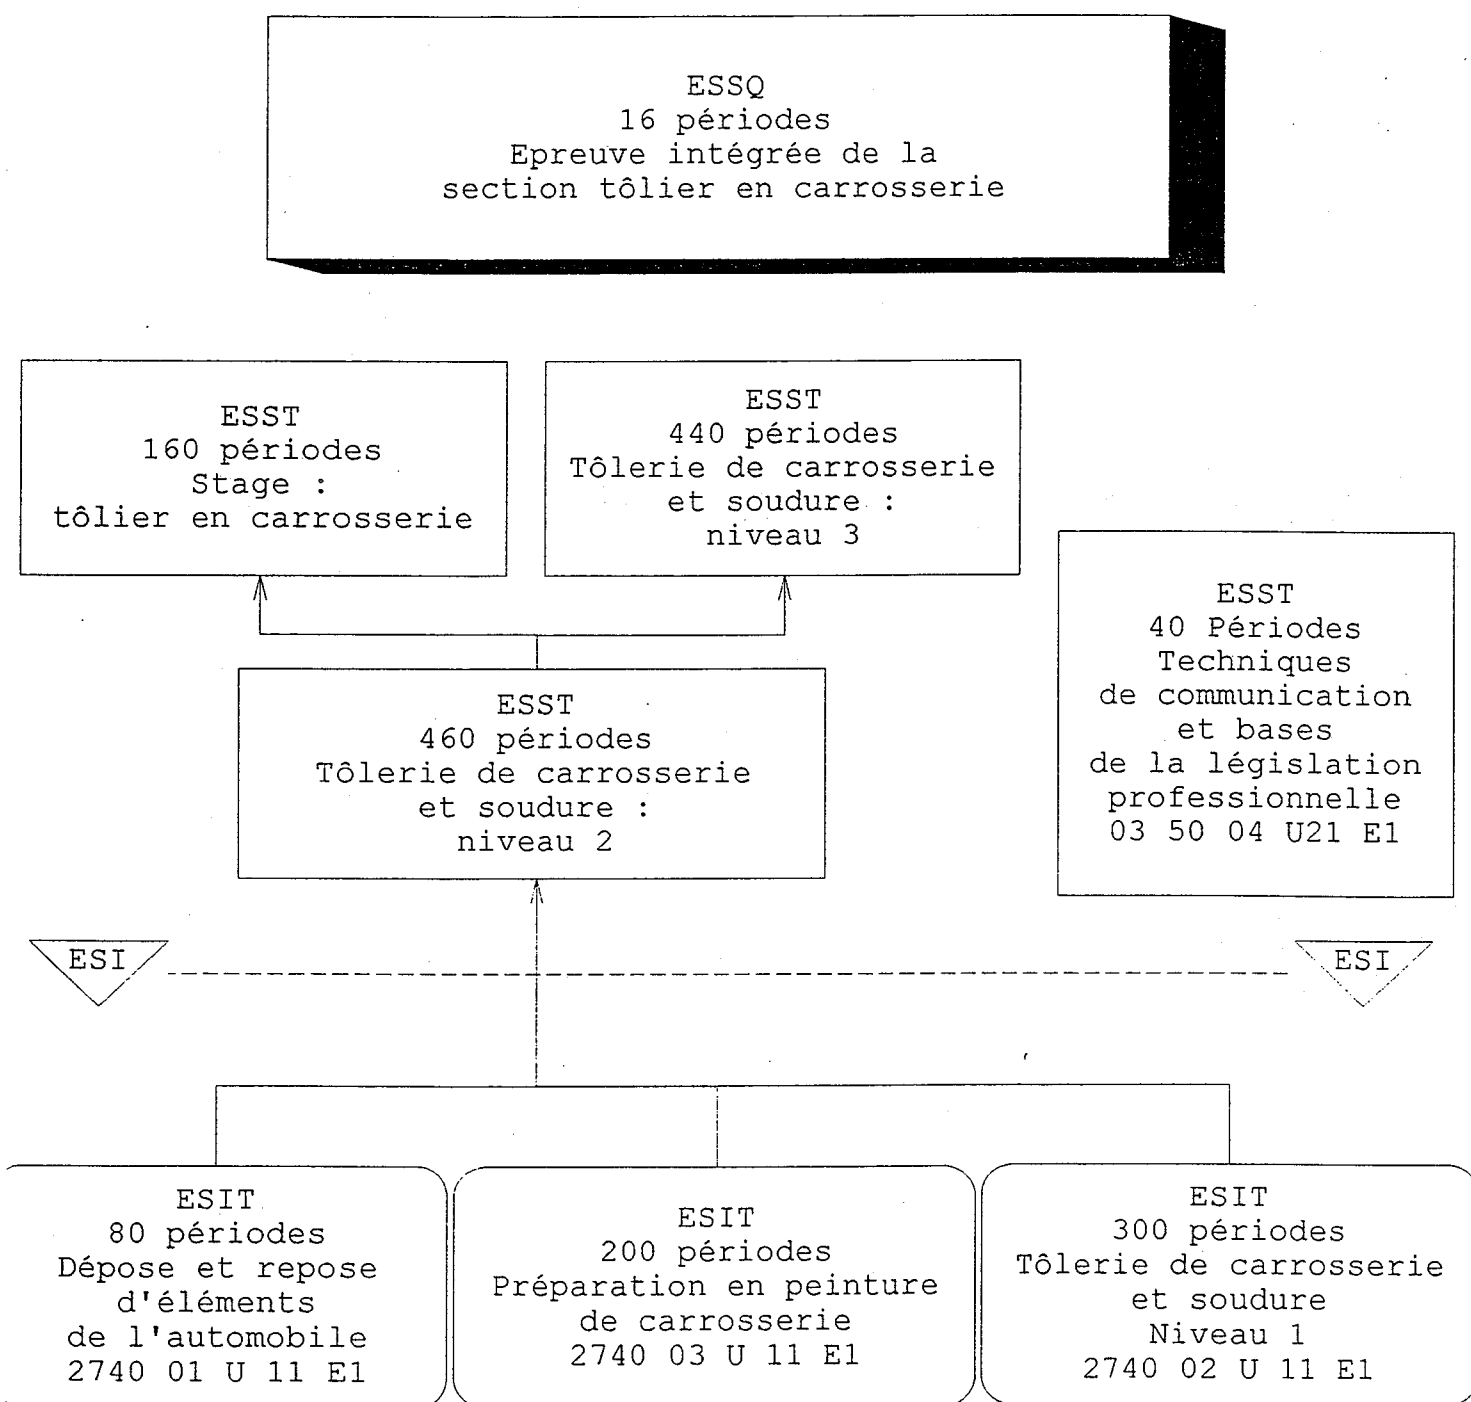 ESSQ
16 périodes
Epreuve intégrée de la
section tôlier en carrosserie
ESST
160 périodes
Stage :
tôlier en carrosserie
ESST
440 périodes
Tôlerie de carrosserie
et soudure :
niveau 3
ESST
40 Périodes
Techniques
de communication
et bases
de la législation
professionnelle
03 50 04 U21 E1
ESST
460 périodes
Tôlerie de carrosserie
et soudure :
niveau 2
ESI
ESI
ESIT
80 périodes
Dépose et repose
d'éléments
de l'automobile
2740 01 U 11 E1
ESIT
200 périodes
Préparation en peinture
de carrosserie
2740 03 U 11 E1
ESIT
300 périodes
Tôlerie de carrosserie
et soudure
Niveau 1
2740 02 U 11 E1